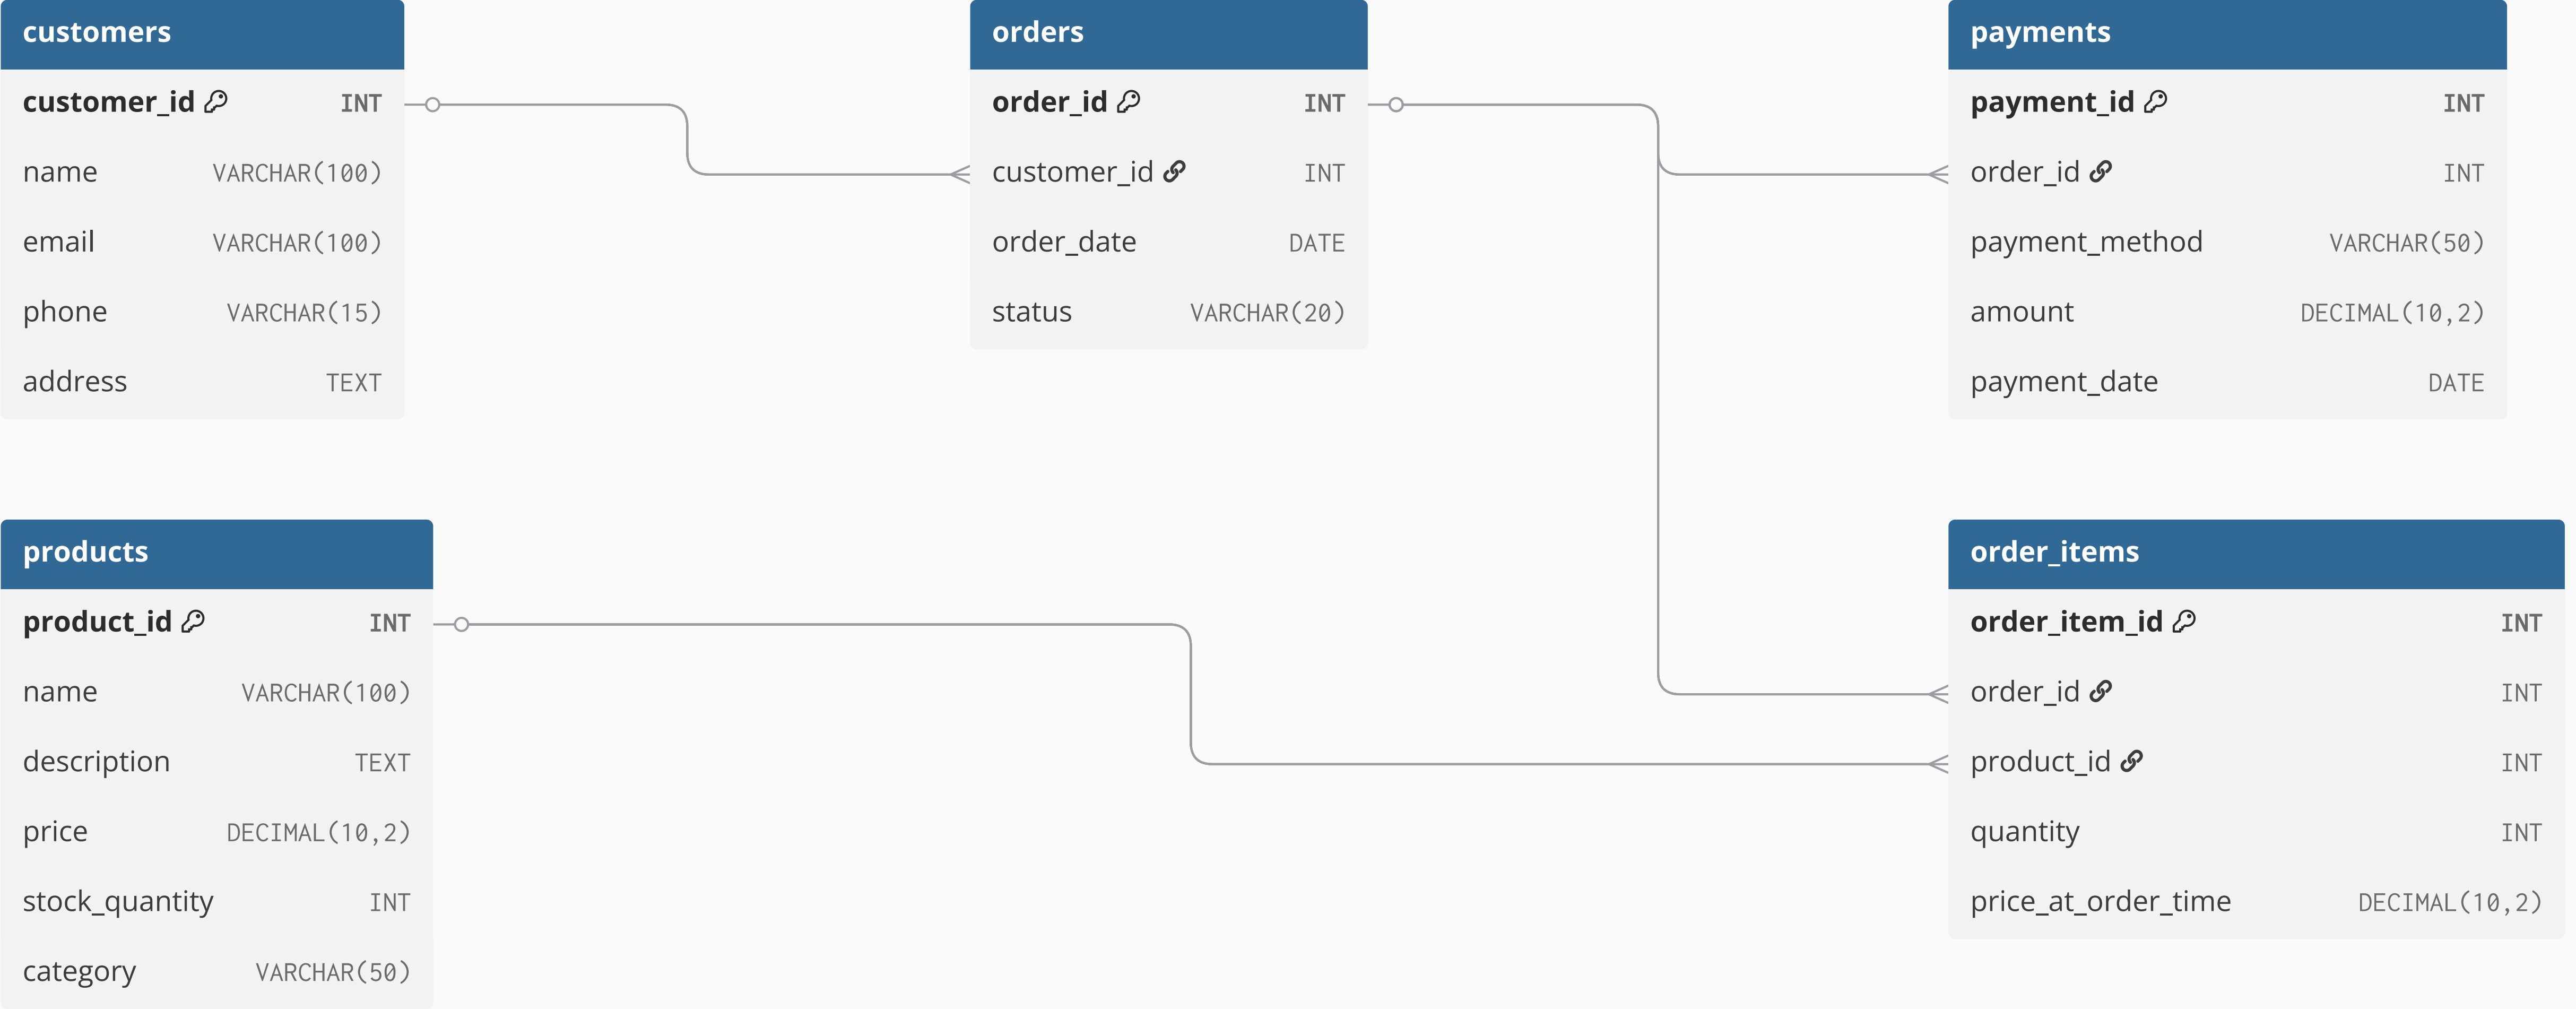 customers
customer_id INT
name VARCHAR(100)
email VARCHAR(100)
phone VARCHAR(15)
address TEXT
orders
order_id INT
customer_id INT
order_date DATE
status VARCHAR(20)
payments
payment_id INT
order_id INT
payment_method VARCHAR(50)
amount DECIMAL(10,2)
payment_date DATE
products
product_id INT
name VARCHAR(100)
description TEXT
price DECIMAL(10,2)
stock_quantity INT
category VARCHAR(50)
order_items
order_item_id INT
order_id INT
product_id INT
quantity INT
price_at_order_time DECIMAL(10,2)